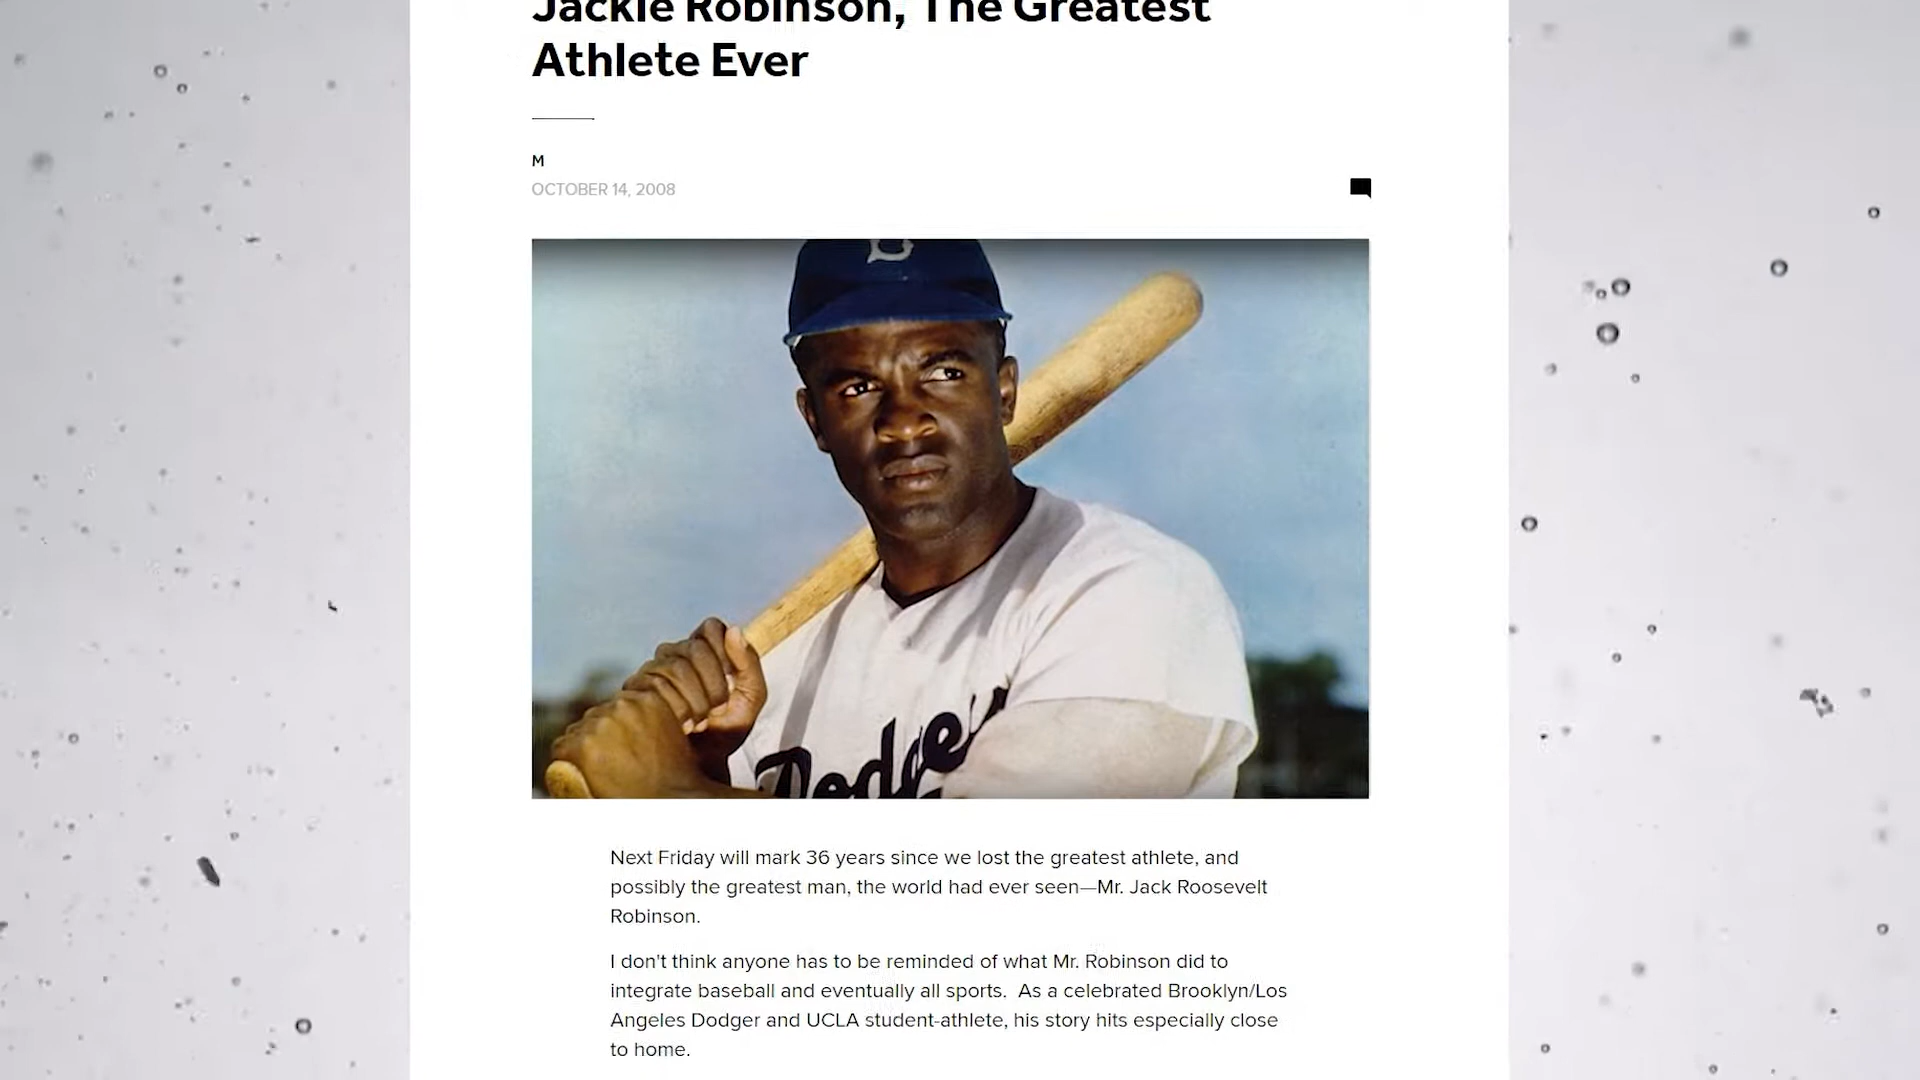 Jackie Robinson, The Greatest
Athlete Ever
M
OCTOBER 14, 2008
B
Dodgers
Next Friday will mark 36 years since we lost the greatest athlete, and
possibly the greatest man, the world had ever seen—Mr. Jack Roosevelt
Robinson.
I don't think anyone has to be reminded of what Mr. Robinson did to
integrate baseball and eventually all sports.  As a celebrated Brooklyn/Los
Angeles Dodger and UCLA student-athlete, his story hits especially close
to home.